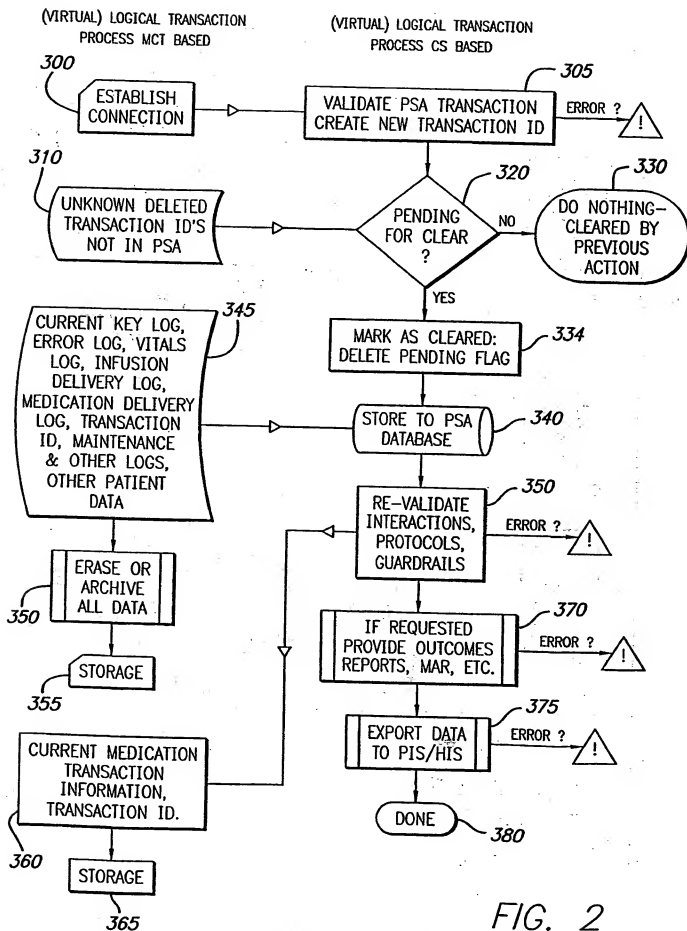 (VIRTUAL) LOGICAL TRANSACTION
PROCESS MCT BASED
(VIRTUAL) LOGICAL TRANSACTION
PROCESS CS BASED
300
ESTABLISH
CONNECTION
305
VALIDATE PSA TRANSACTION
CREATE NEW TRANSACTION ID
ERROR ?
!
310
UNKNOWN DELETED
TRANSACTION ID'S
NOT IN PSA
320
PENDING
FOR CLEAR
?
NO
330
DO NOTHING-
CLEARED BY
PREVIOUS
ACTION
YES
345
CURRENT KEY LOG,
ERROR LOG, VITALS
LOG, INFUSION
DELIVERY LOG,
MEDICATION DELIVERY
LOG, TRANSACTION
ID, MAINTENANCE
& OTHER LOGS,
OTHER PATIENT
DATA
MARK AS CLEARED:
DELETE PENDING FLAG
334
STORE TO PSA
DATABASE
340
350
RE-VALIDATE
INTERACTIONS,
PROTOCOLS,
GUARDRAILS
ERROR ?
!
350
ERASE OR
ARCHIVE
ALL DATA
370
IF REQUESTED
PROVIDE OUTCOMES
REPORTS, MAR, ETC.
ERROR ?
!
355
STORAGE
375
EXPORT DATA
TO PIS/HIS
ERROR ?
!
CURRENT MEDICATION
TRANSACTION
INFORMATION,
TRANSACTION ID.
360
DONE
380
STORAGE
365
FIG. 2